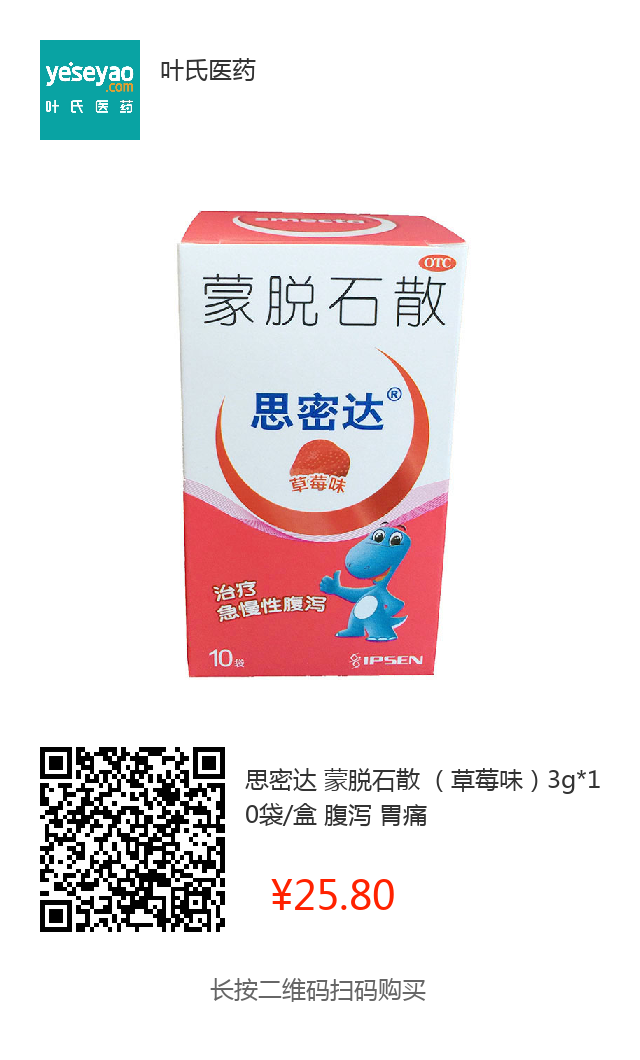 yeseyao
.com
叶氏医药
叶氏医药
smecta
OTC
蒙脱石散
思密达®
草莓味
治疗
急慢性腹泻
10袋
IPSEN
思密达 蒙脱石散 （草莓味）3g*1
0袋/盒 腹泻 胃痛
¥25.80
长按二维码扫码购买